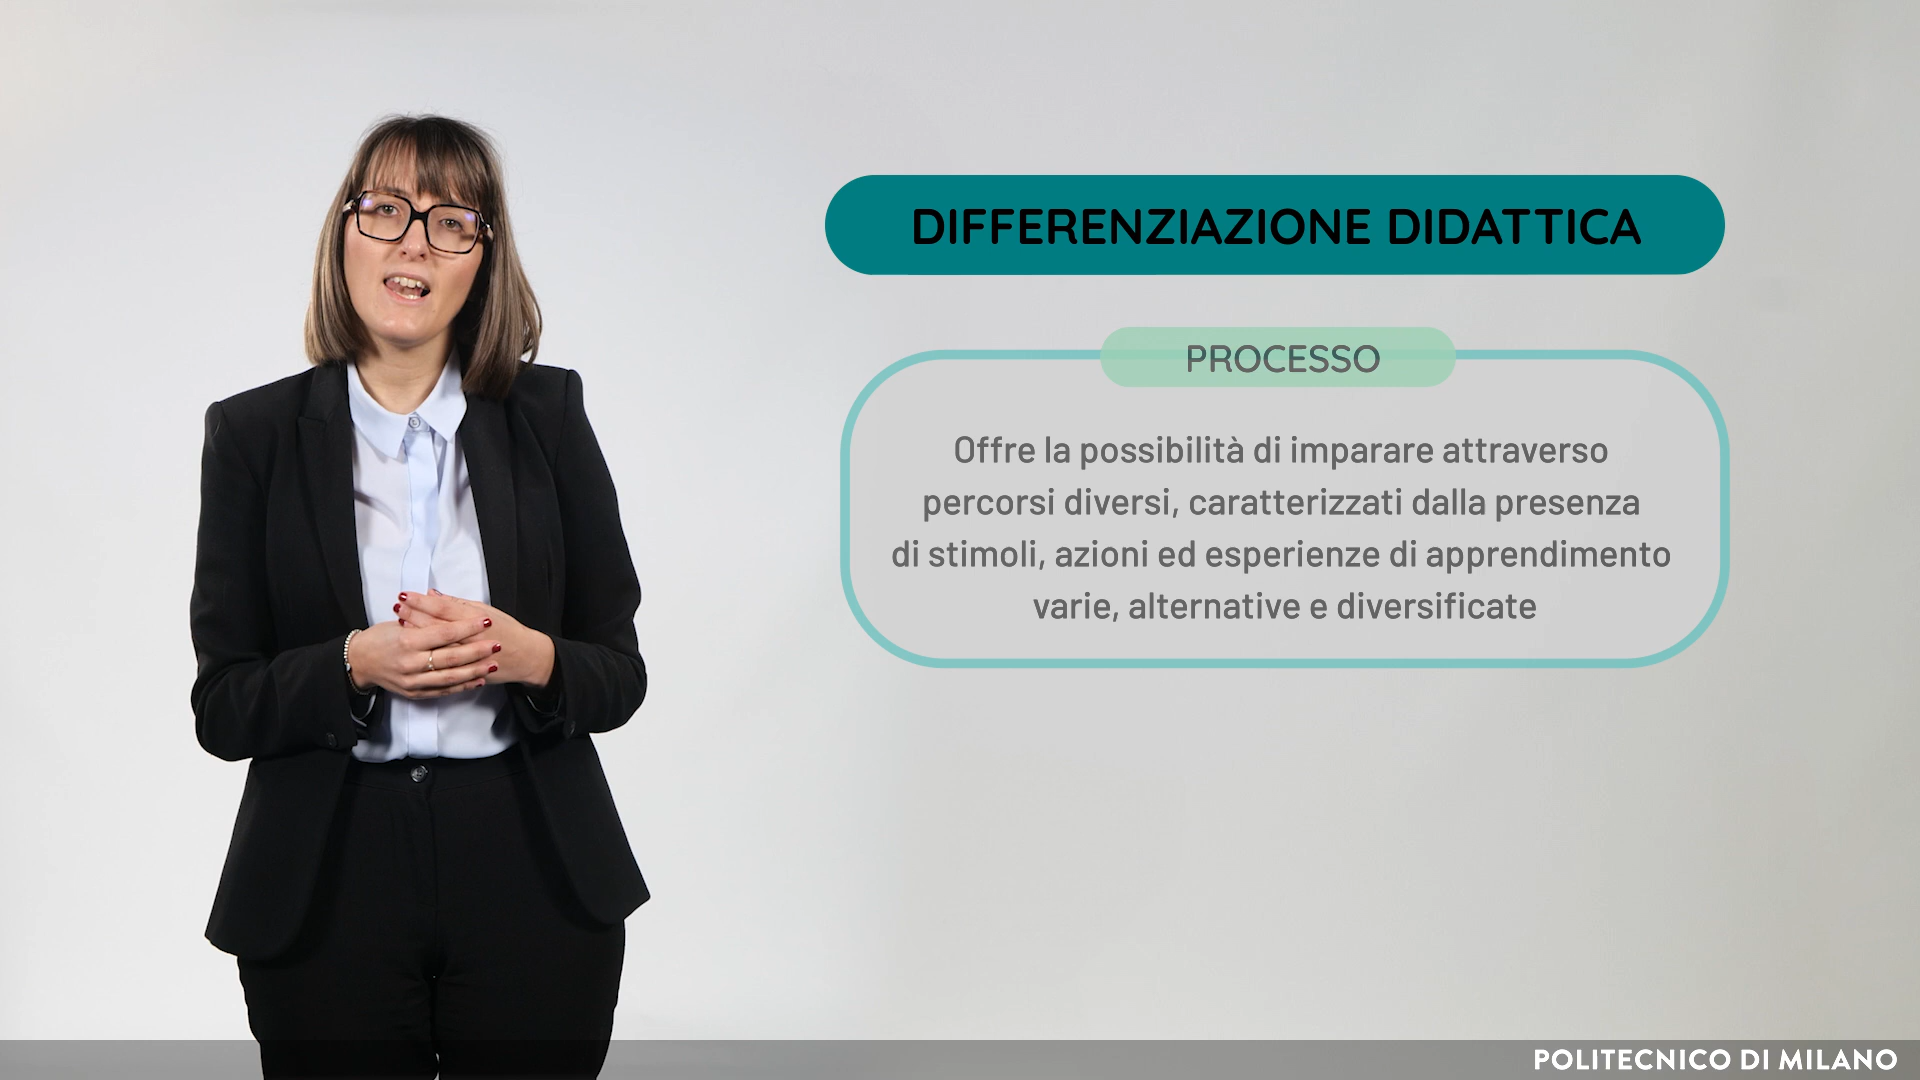 DIFFERENZIAZIONE DIDATTICA
PROCESSO
Offre la possibilità di imparare attraverso
percorsi diversi, caratterizzati dalla presenza
di stimoli, azioni ed esperienze di apprendimento
varie, alternative e diversificate
POLITECNICO DI MILANO